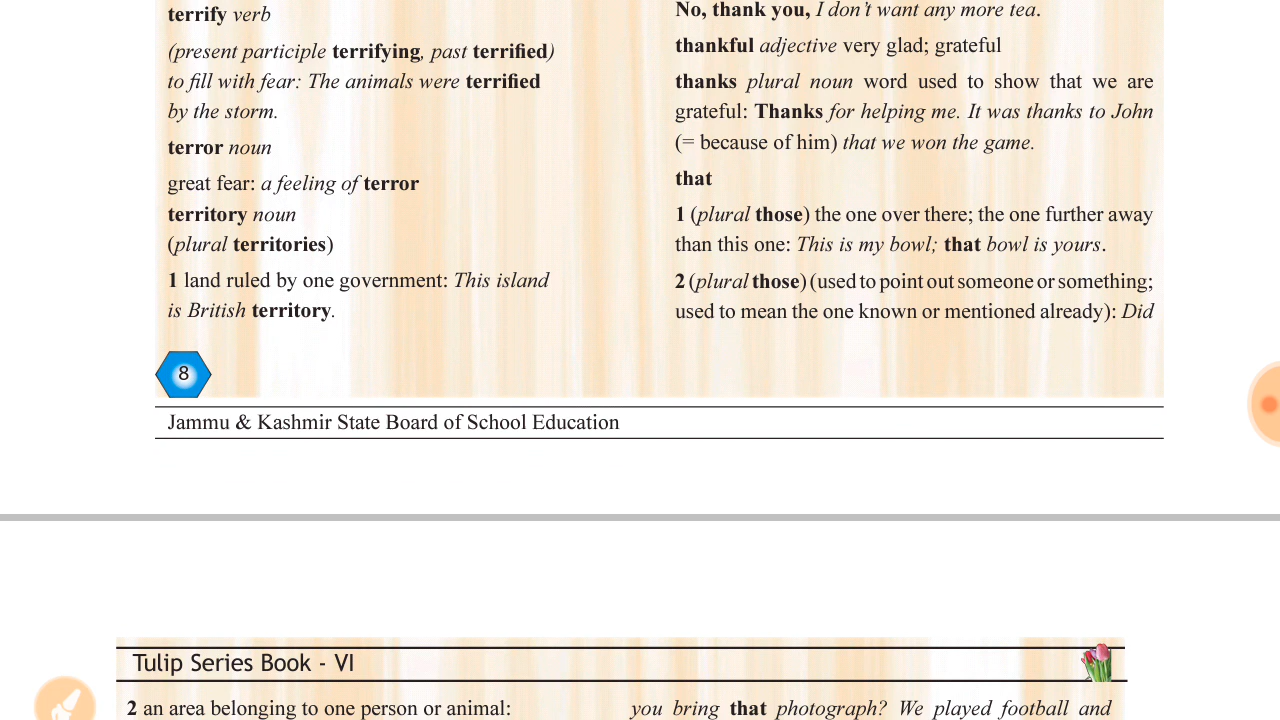 terrify verb
(present participle terrifying, past terrified)
to fill with fear: The animals were terrified
by the storm.
terror noun
great fear: a feeling of terror
territory noun
(plural territories)
1 land ruled by one government: This island
is British territory.
No, thank you, I don't want any more tea.
thankful adjective very glad; grateful
thanks plural noun word used to show that we are
grateful: Thanks for helping me. It was thanks to John
(= because of him) that we won the game.
that
1 (plural those) the one over there; the one further away
than this one: This is my bowl; that bowl is yours.
2 (plural those) (used to point out someone or something;
used to mean the one known or mentioned already): Did
8
Jammu & Kashmir State Board of School Education
Tulip Series Book - VI
2 an area belonging to one person or animal:
you bring that photograph? We played football and